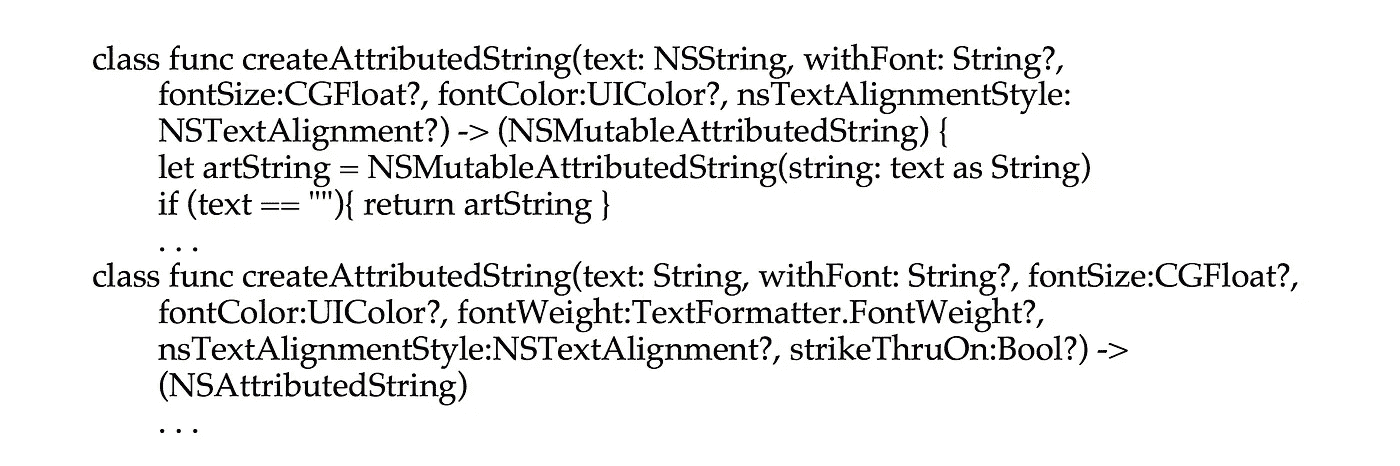 class func createAttributedString(text: NSString, withFont: String?,
fontSize:CGFloat?, fontColor:UIColor?, nsTextAlignmentStyle:
NSTextAlignment?) -> (NSMutableAttributedString) {
let artString = NSMutableAttributedString(string: text as String)
if (text == ""){ return artString }
. . .
class func createAttributedString(text: String, withFont: String?, fontSize:CGFloat?,
fontColor:UIColor?, fontWeight:TextFormatter.FontWeight?,
nsTextAlignmentStyle:NSTextAlignment?, strikeThruOn:Bool?) ->
(NSAttributedString)
. . .